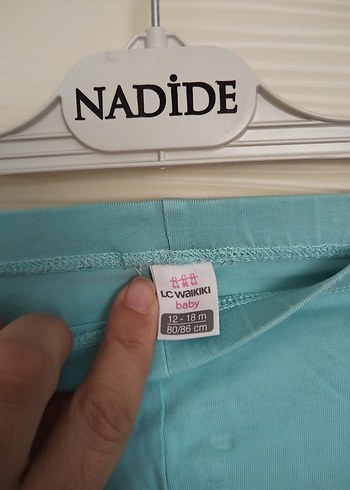 NADİDE
LC WAIKIKI
baby
12 - 18 m
80/86 cm